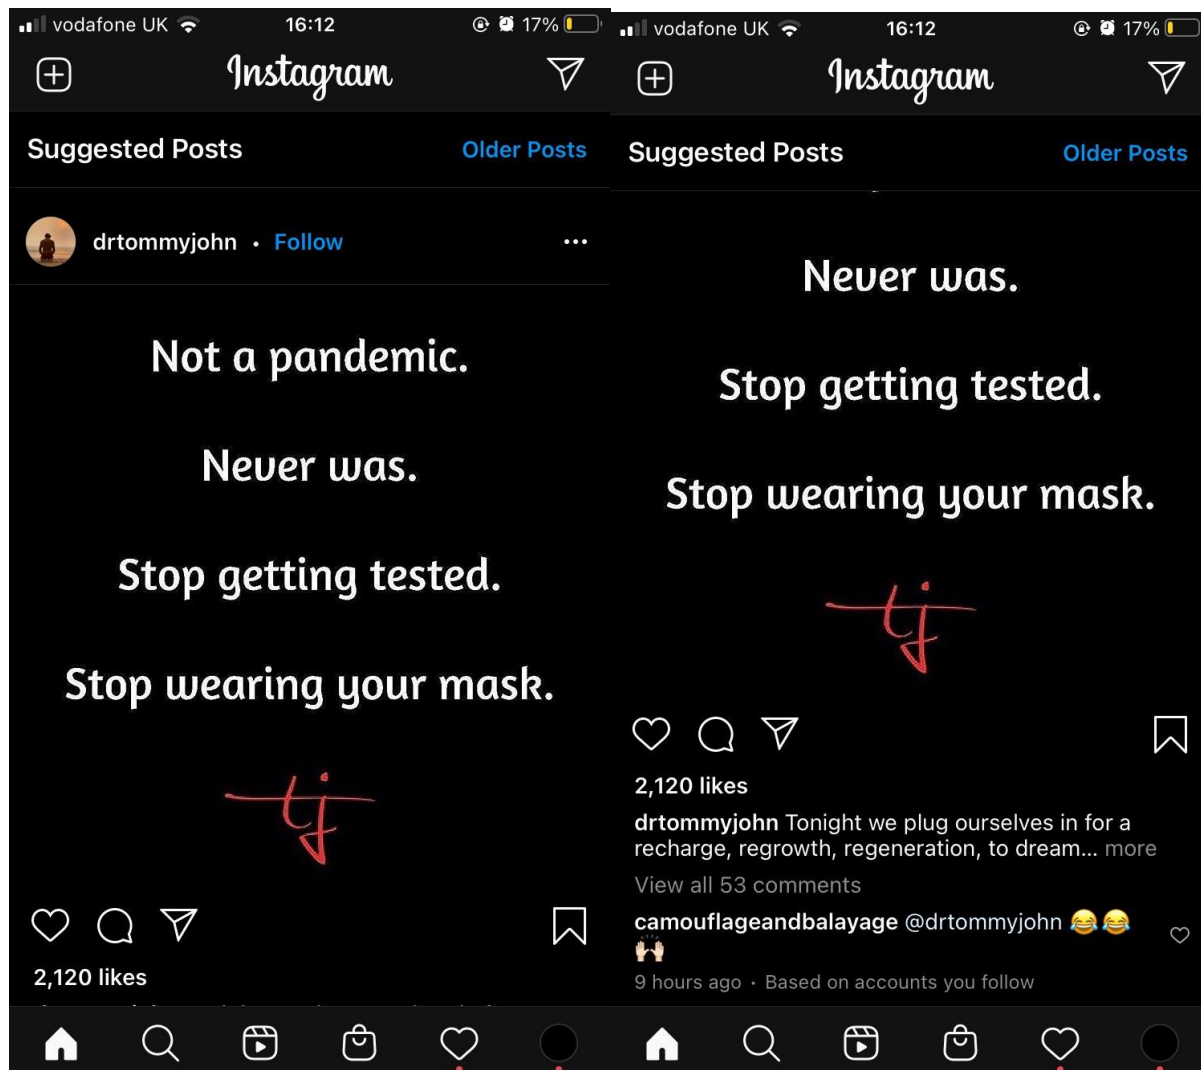 vodafone UK 16:12 17%
Instagram
Suggested Posts Older Posts
drtommyjohn • Follow
Not a pandemic.
Never was.
Stop getting tested.
Stop wearing your mask.
tj
2,120 likes
vodafone UK 16:12 17%
Instagram
Suggested Posts Older Posts
Never was.
Stop getting tested.
Stop wearing your mask.
tj
2,120 likes
drtommyjohn Tonight we plug ourselves in for a
recharge, regrowth, regeneration, to dream... more
View all 53 comments
camouflageandbalayage @drtommyjohn 😂😂
🙌🏻
9 hours ago • Based on accounts you follow